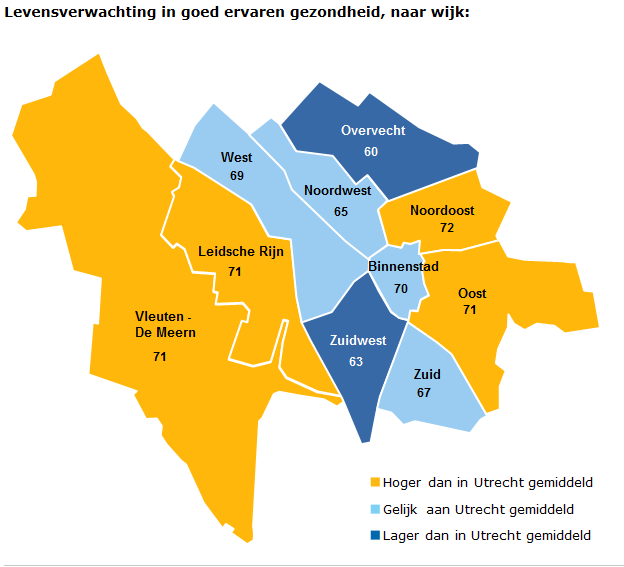 Levensverwachting in goed ervaren gezondheid, naar wijk:
Overvecht
60
West
69
Noordwest
65
Noordoost
72
Leidsche Rijn
71
Binnenstad
70
Oost
71
Vleuten -
De Meern
71
Zuidwest
63
Zuid
67
Hoger dan in Utrecht gemiddeld
Gelijk aan Utrecht gemiddeld
Lager dan in Utrecht gemiddeld